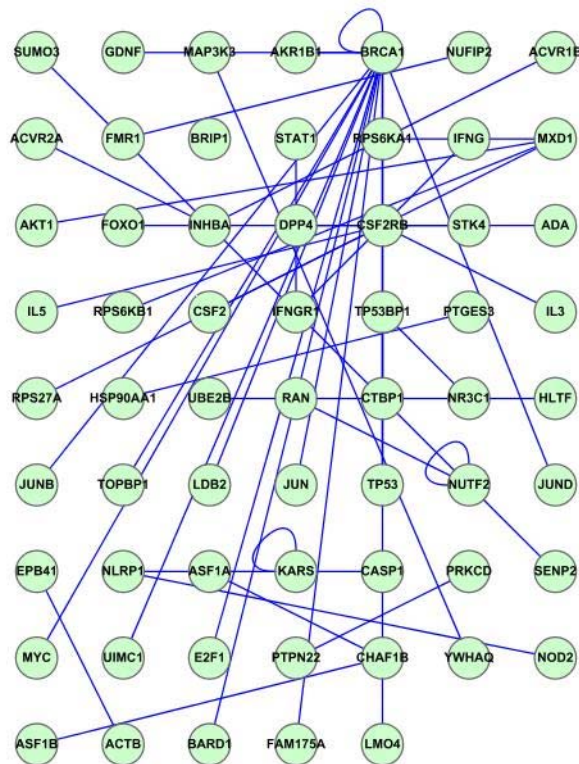 SUMO3 GDNF MAP3K3 AKR1B1 BRCA1 NUFIP2 ACVR1B
ACVR2A FMR1 BRIP1 STAT1 RPS6KA1 IFNG MXD1
AKT1 FOXO1 INHBA DPP4 CSF2RB STK4 ADA
IL5 RPS6KB1 CSF2 IFNGR1 TP53BP1 PTGES3 IL3
RPS27A HSP90AA1 UBE2B RAN CTBP1 NR3C1 HLTF
JUNB TOPBP1 LDB2 JUN TP53 NUTF2 JUND
EPB41 NLRP1 ASF1A KARS CASP1 PRKCD SENP2
MYC UIMC1 E2F1 PTPN22 CHAF1B YWHAQ NOD2
ASF1B ACTB BARD1 FAM175A LMO4